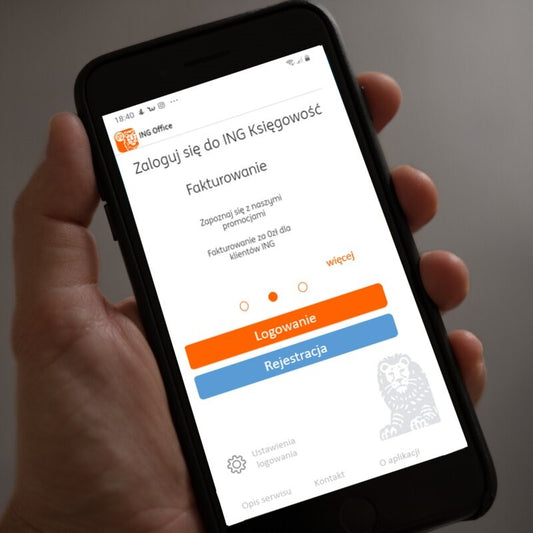 18:40
ING Office
Zaloguj się do ING Księgowość
Fakturowanie
Zapoznaj się z naszymi
promocjami
Fakturowanie za 0zł dla
klientów ING
więcej
Logowanie
Rejestracja
Ustawienia
logowania
Opis serwisu
Kontakt
O aplikacji